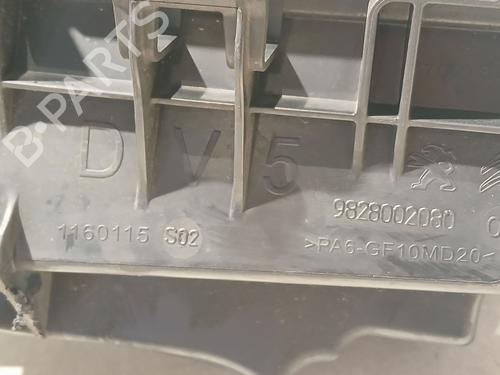 B-PARTS
D V 5
9828002080
1160115 S02
>PA6-GF10MD20<